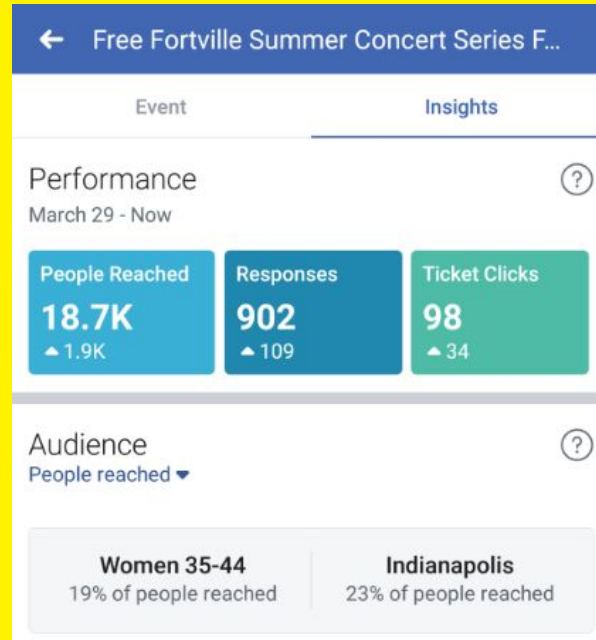 Free Fortville Summer Concert Series F...
Event Insights
Performance
March 29 - Now
People Reached Responses Ticket Clicks
18.7K 902 98
1.9K 109 34
Audience
People reached
Women 35-44 Indianapolis
19% of people reached 23% of people reached